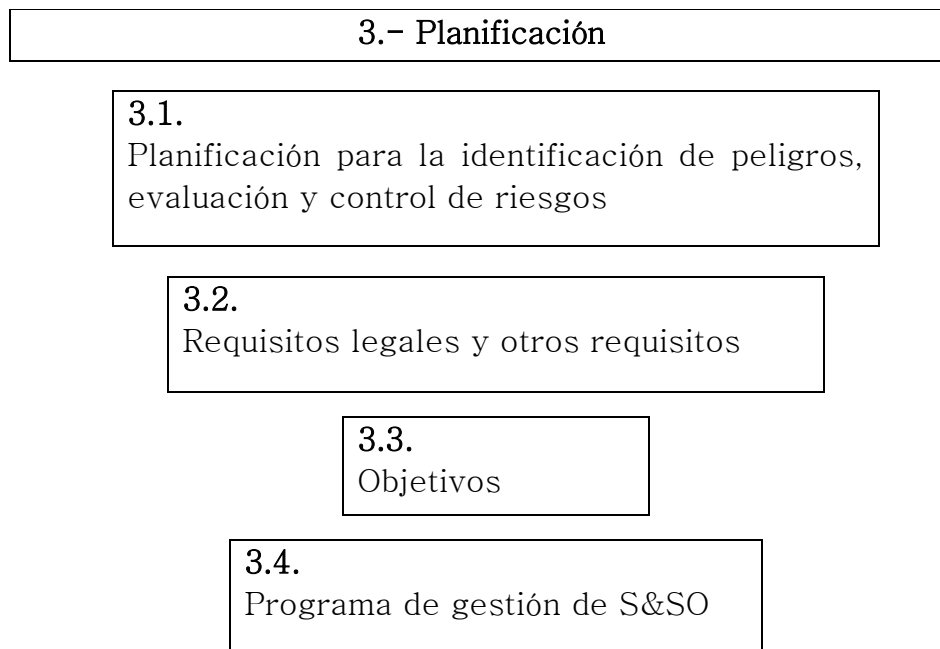 3.- Planificación
3.1.
Planificación para la identificación de peligros,
evaluación y control de riesgos
3.2.
Requisitos legales y otros requisitos
3.3.
Objetivos
3.4.
Programa de gestión de S&SO